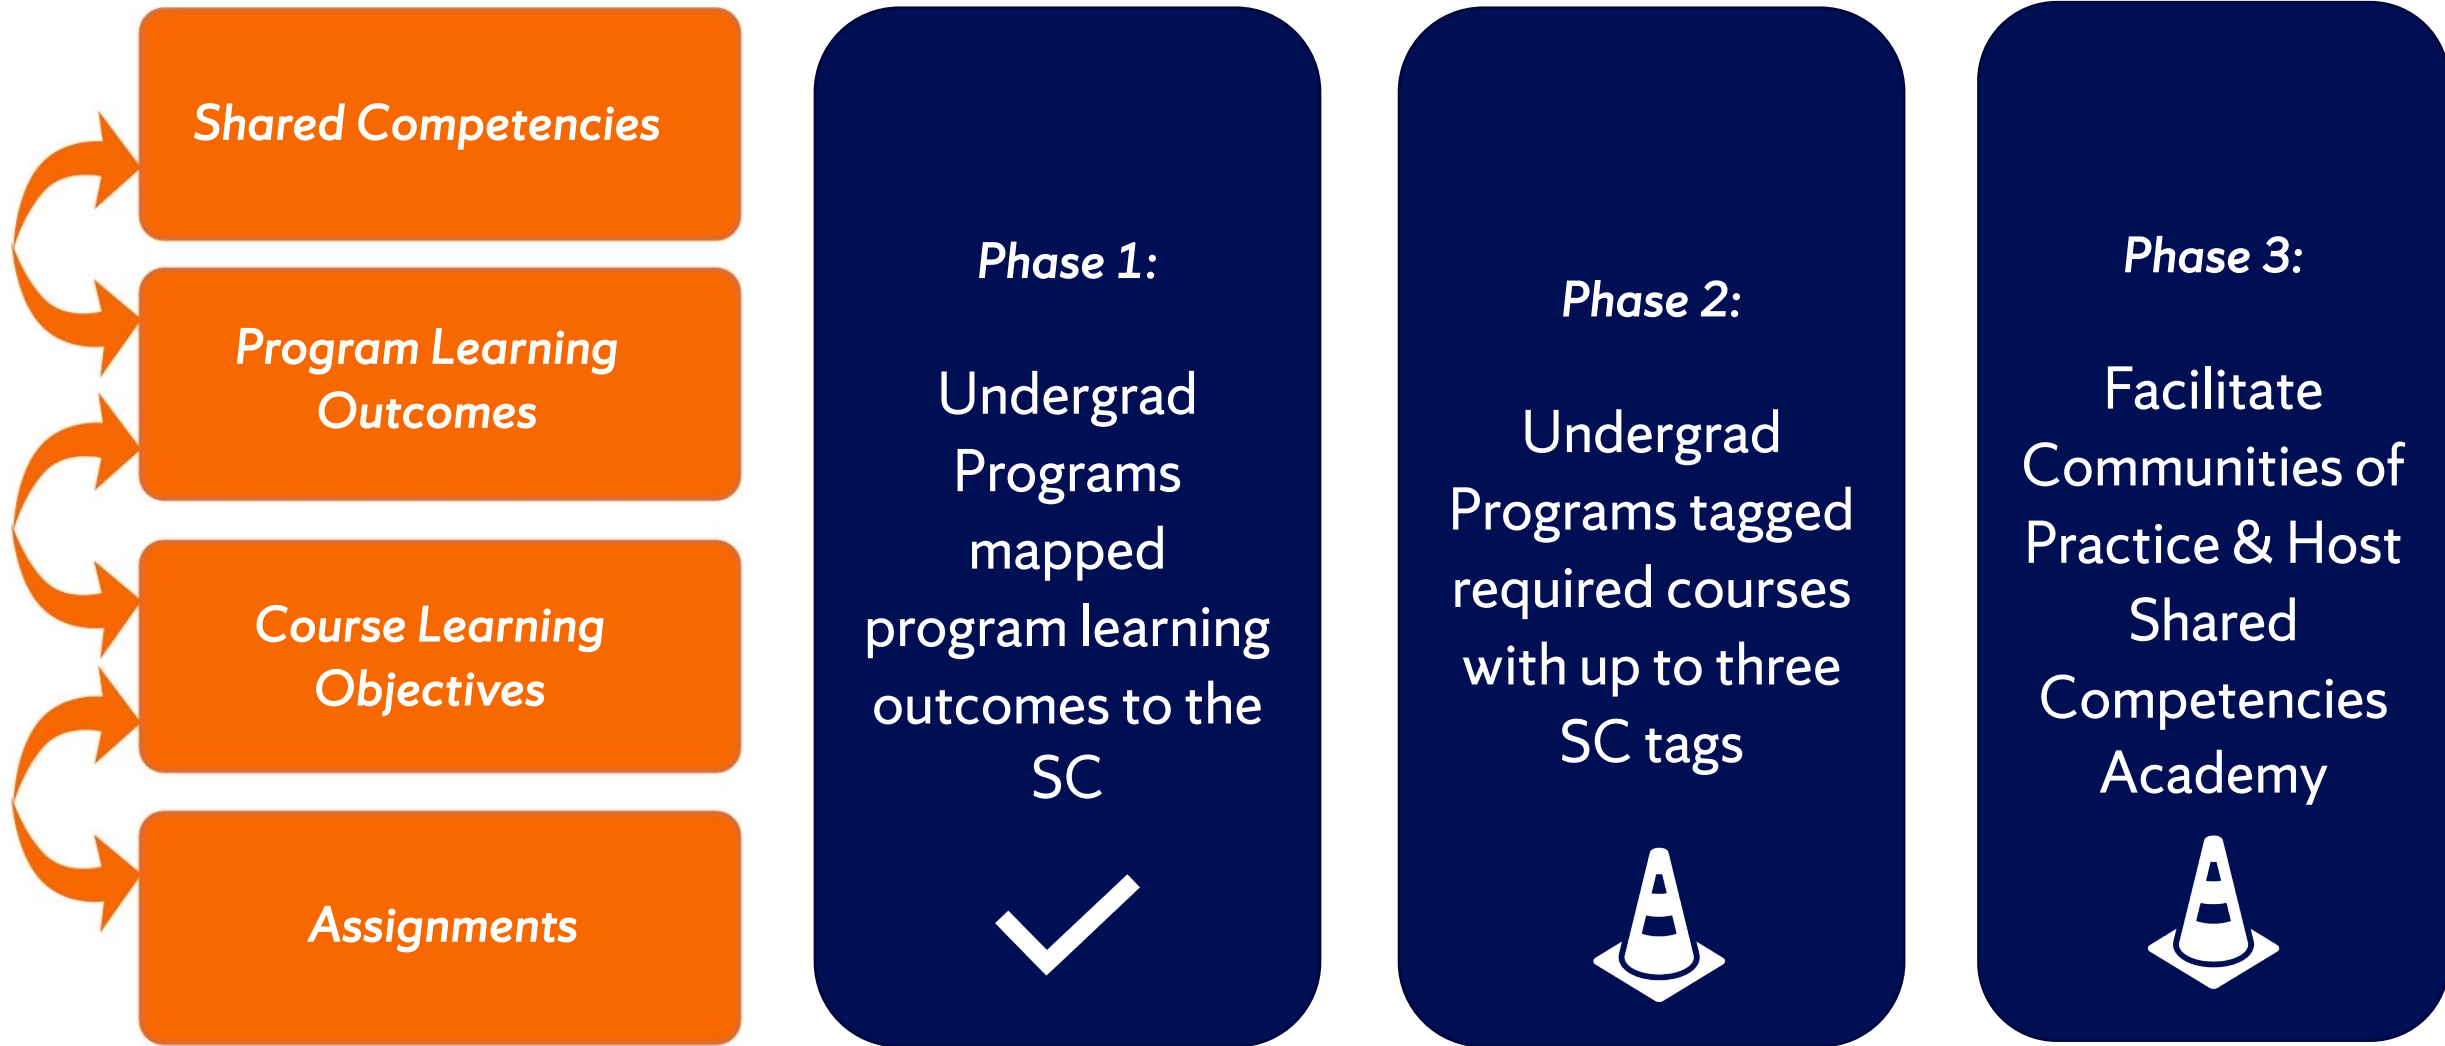 Shared Competencies
Program Learning
Outcomes
Course Learning
Objectives
Assignments
Phase 1:
Undergrad
Programs
mapped
program learning
outcomes to the
SC
Phase 2:
Undergrad
Programs tagged
required courses
with up to three
SC tags
Phase 3:
Facilitate
Communities of
Practice & Host
Shared
Competencies
Academy